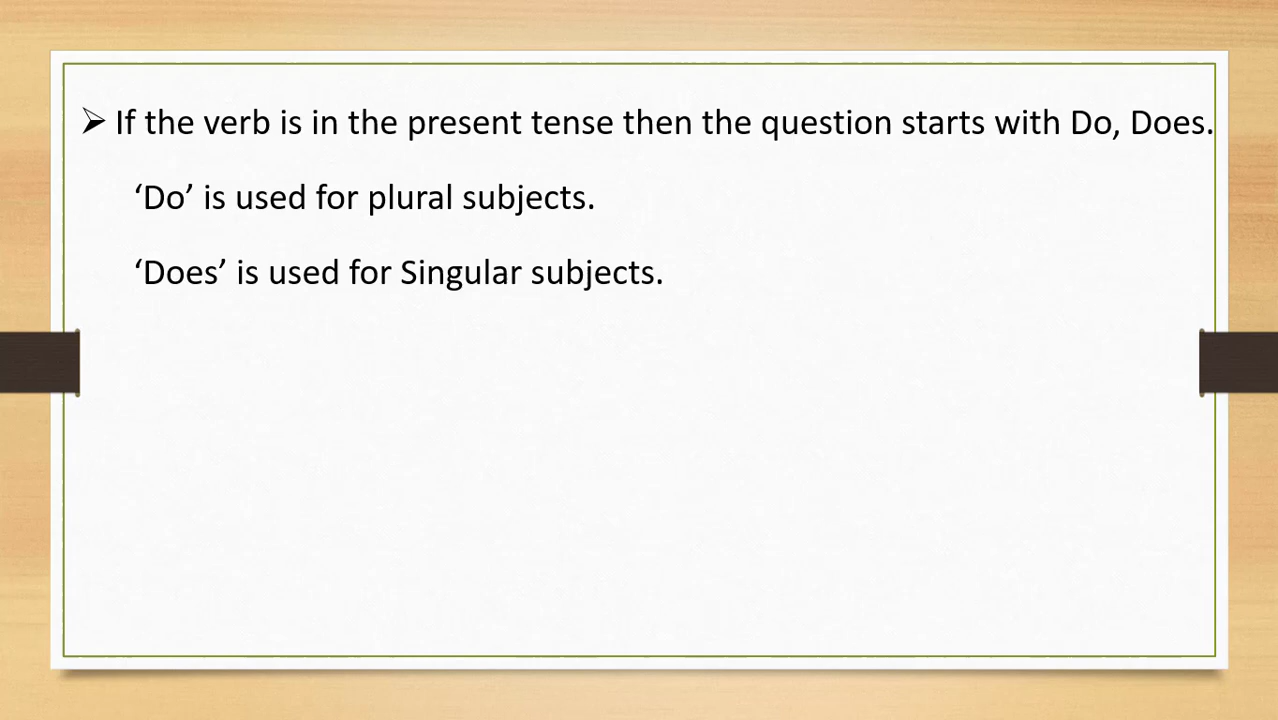 ➢ If the verb is in the present tense then the question starts with Do, Does.
‘Do’ is used for plural subjects.
‘Does’ is used for Singular subjects.